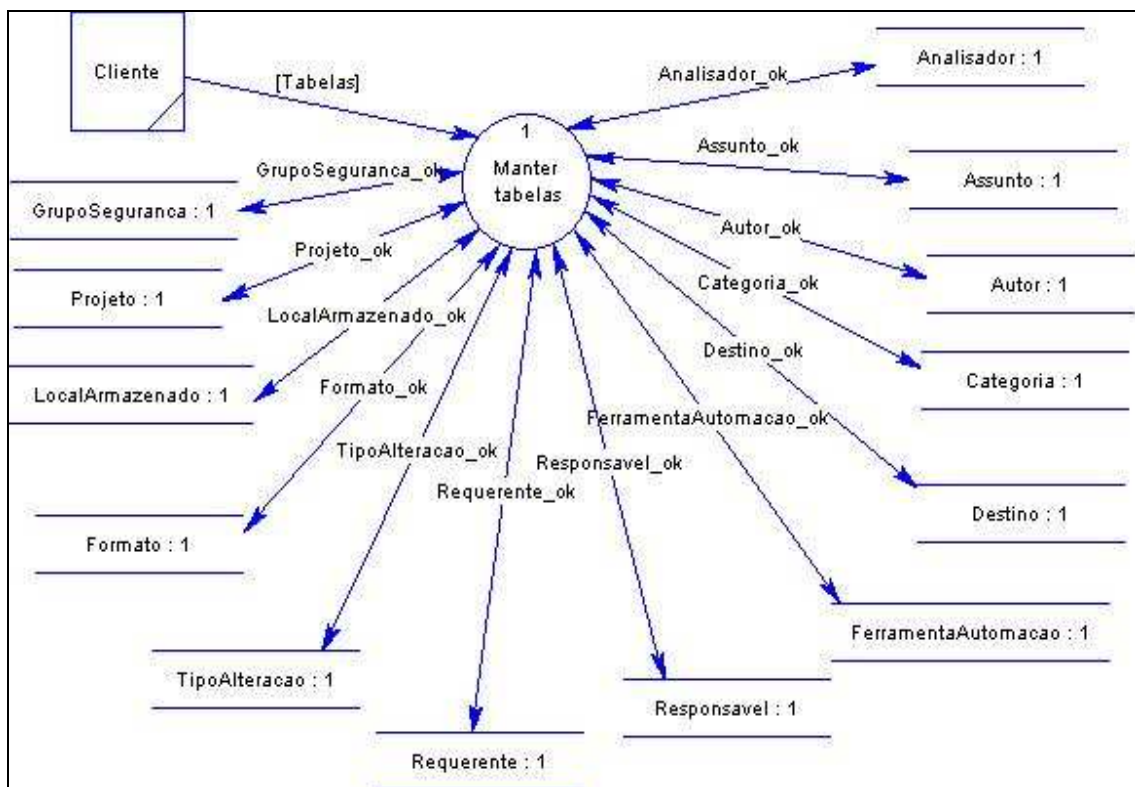 Cliente
[Tabelas]
Analisador_ok
Analisador : 1
1
Manter
tabelas
Assunto_ok
Assunto : 1
GrupoSeguranca_ok
GrupoSeguranca : 1
Autor_ok
Autor : 1
Projeto_ok
Projeto : 1
Categoria_ok
Categoria : 1
LocalArmazenado_ok
LocalArmazenado : 1
Destino_ok
Destino : 1
Formato_ok
Formato : 1
FerramentaAutomacao_ok
FerramentaAutomacao : 1
TipoAlteracao_ok
TipoAlteracao : 1
Responsavel_ok
Responsavel : 1
Requerente_ok
Requerente : 1